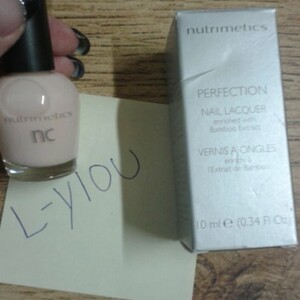 nutrimetics
nc
L-ylou
nutrimetics
PERFECTION
NAIL LACQUER
enriched with
Bamboo Extract
VERNIS A ONGLES
enrichi à
l'Extrait de Bambou
10 ml e (0.34 Fl Oz)